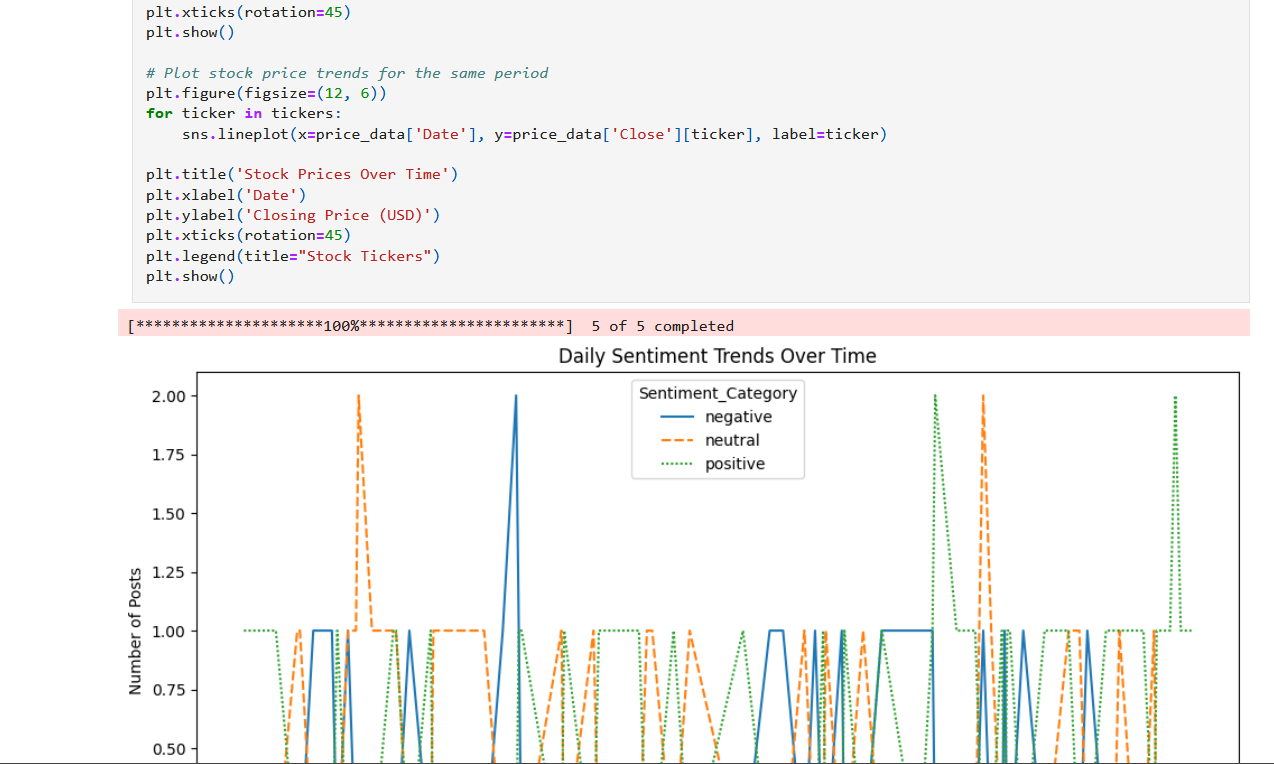 plt.xticks(rotation=45)
plt.show()
# Plot stock price trends for the same period
plt.figure(figsize=(12, 6))
for ticker in tickers:
    sns.lineplot(x=price_data['Date'], y=price_data['Close'][ticker], label=ticker)
plt.title('Stock Prices Over Time')
plt.xlabel('Date')
plt.ylabel('Closing Price (USD)')
plt.xticks(rotation=45)
plt.legend(title="Stock Tickers")
plt.show()
[*********************100%***********************]  5 of 5 completed
Daily Sentiment Trends Over Time
Sentiment_Category
negative
neutral
positive
Number of Posts
2.00
1.75
1.50
1.25
1.00
0.75
0.50